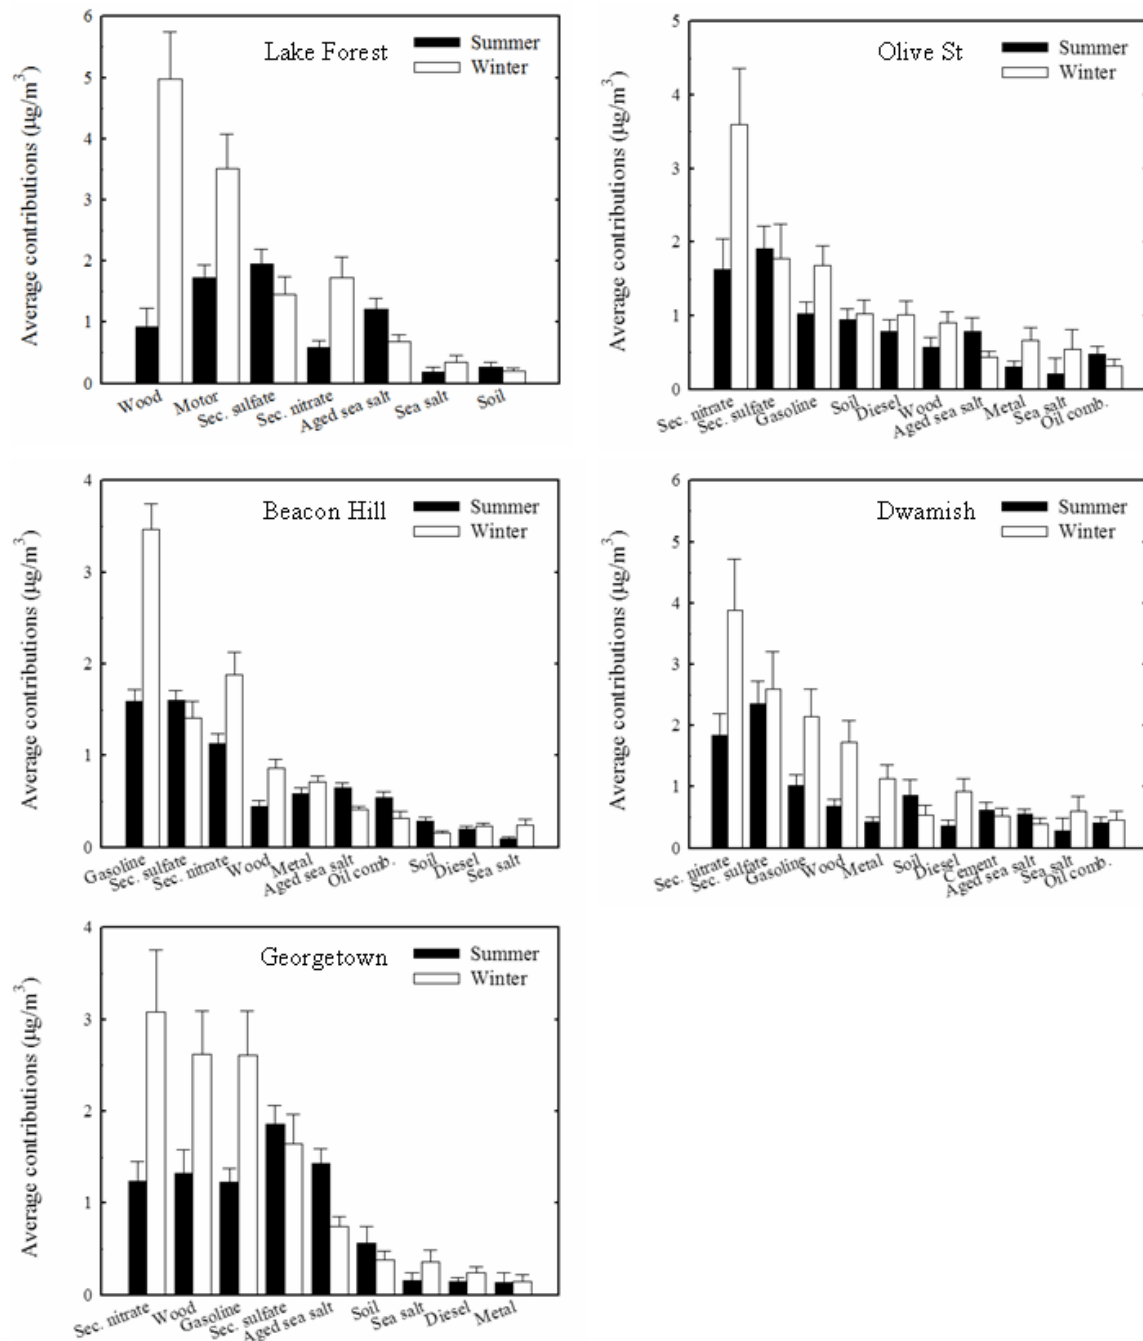 Lake Forest
Summer
Winter
Average contributions (µg/m³)
6
5
4
3
2
1
0
Wood
Motor
Sec. sulfate
Sec. nitrate
Aged sea salt
Sea salt
Soil
Olive St
Summer
Winter
Average contributions (µg/m³)
5
4
3
2
1
0
Sec. nitrate
Sec. sulfate
Gasoline
Soil
Diesel
Wood
Aged sea salt
Metal
Sea salt
Oil comb.
Beacon Hill
Summer
Winter
Average contributions (µg/m³)
4
3
2
1
0
Gasoline
Sec. sulfate
Sec. nitrate
Wood
Metal
Aged sea salt
Oil comb.
Soil
Diesel
Sea salt
Dwamish
Summer
Winter
Average contributions (µg/m³)
6
5
4
3
2
1
0
Sec. nitrate
Sec. sulfate
Gasoline
Wood
Metal
Soil
Diesel
Cement
Aged sea salt
Sea salt
Oil comb.
Georgetown
Summer
Winter
Average contributions (µg/m³)
4
3
2
1
0
Sec. nitrate
Wood
Gasoline
Sec. sulfate
Aged sea salt
Soil
Sea salt
Diesel
Metal